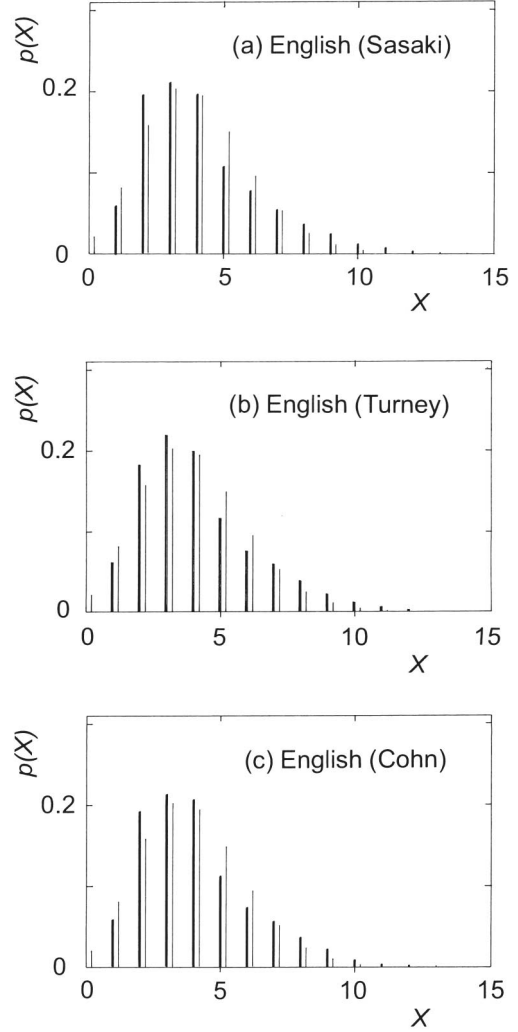 p(X)
(a) English (Sasaki)
0.2
0
0 5 10 15
X
p(X)
(b) English (Turney)
0.2
0
0 5 10 15
X
p(X)
(c) English (Cohn)
0.2
0
0 5 10 15
X